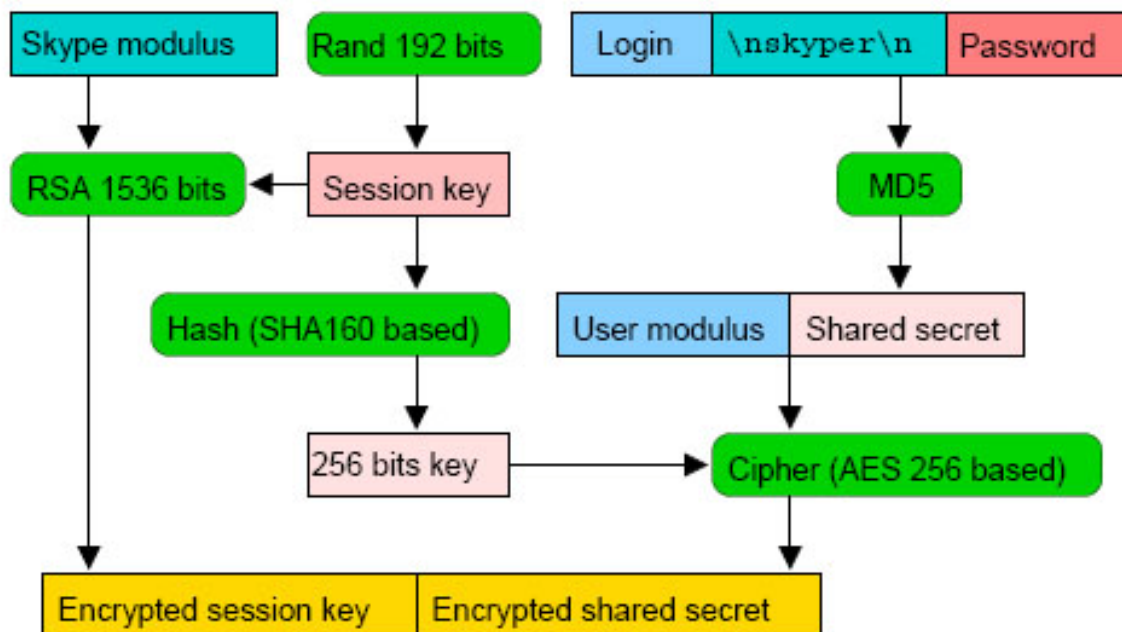 Skype modulus
Rand 192 bits
Login
\nskyper\n
Password
RSA 1536 bits
Session key
MD5
Hash (SHA160 based)
User modulus
Shared secret
256 bits key
Cipher (AES 256 based)
Encrypted session key
Encrypted shared secret